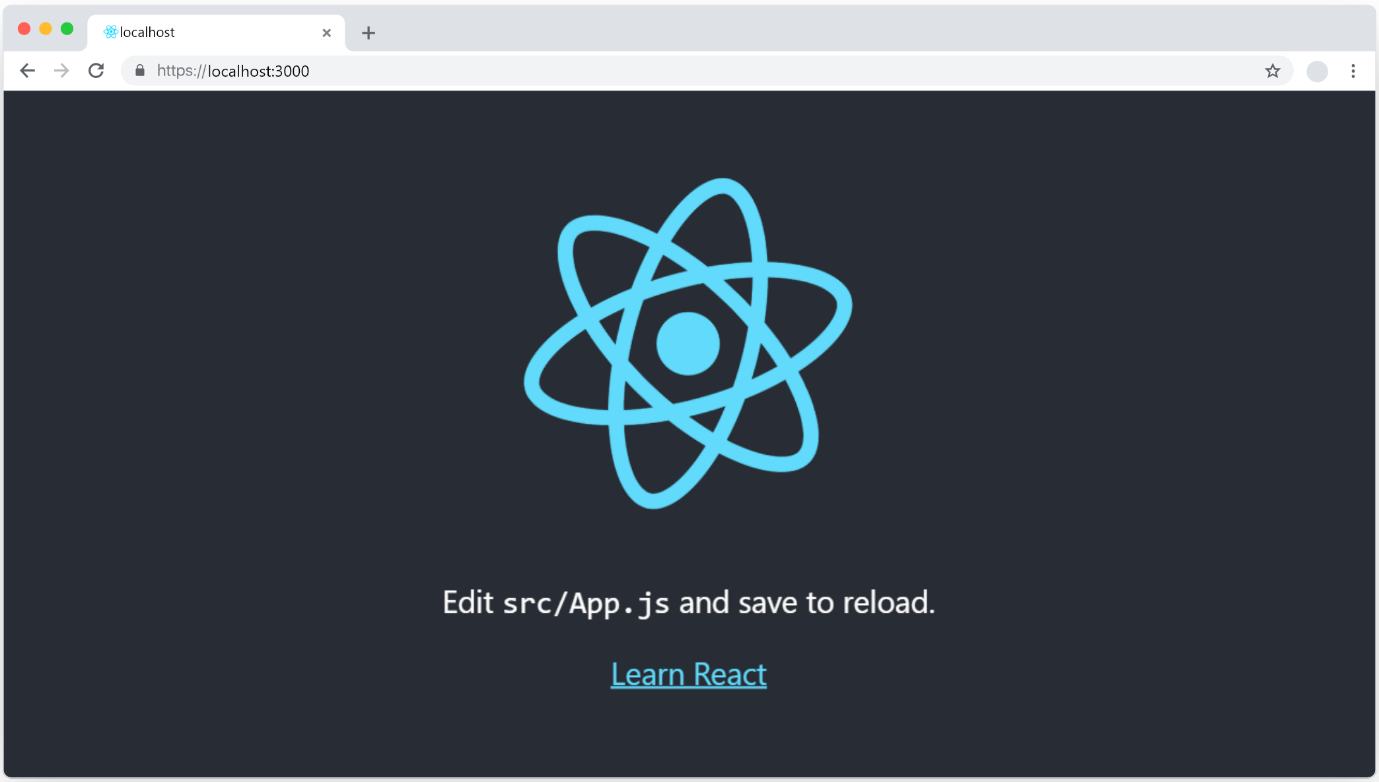 localhost
https://localhost:3000
Edit src/App.js and save to reload.
Learn React